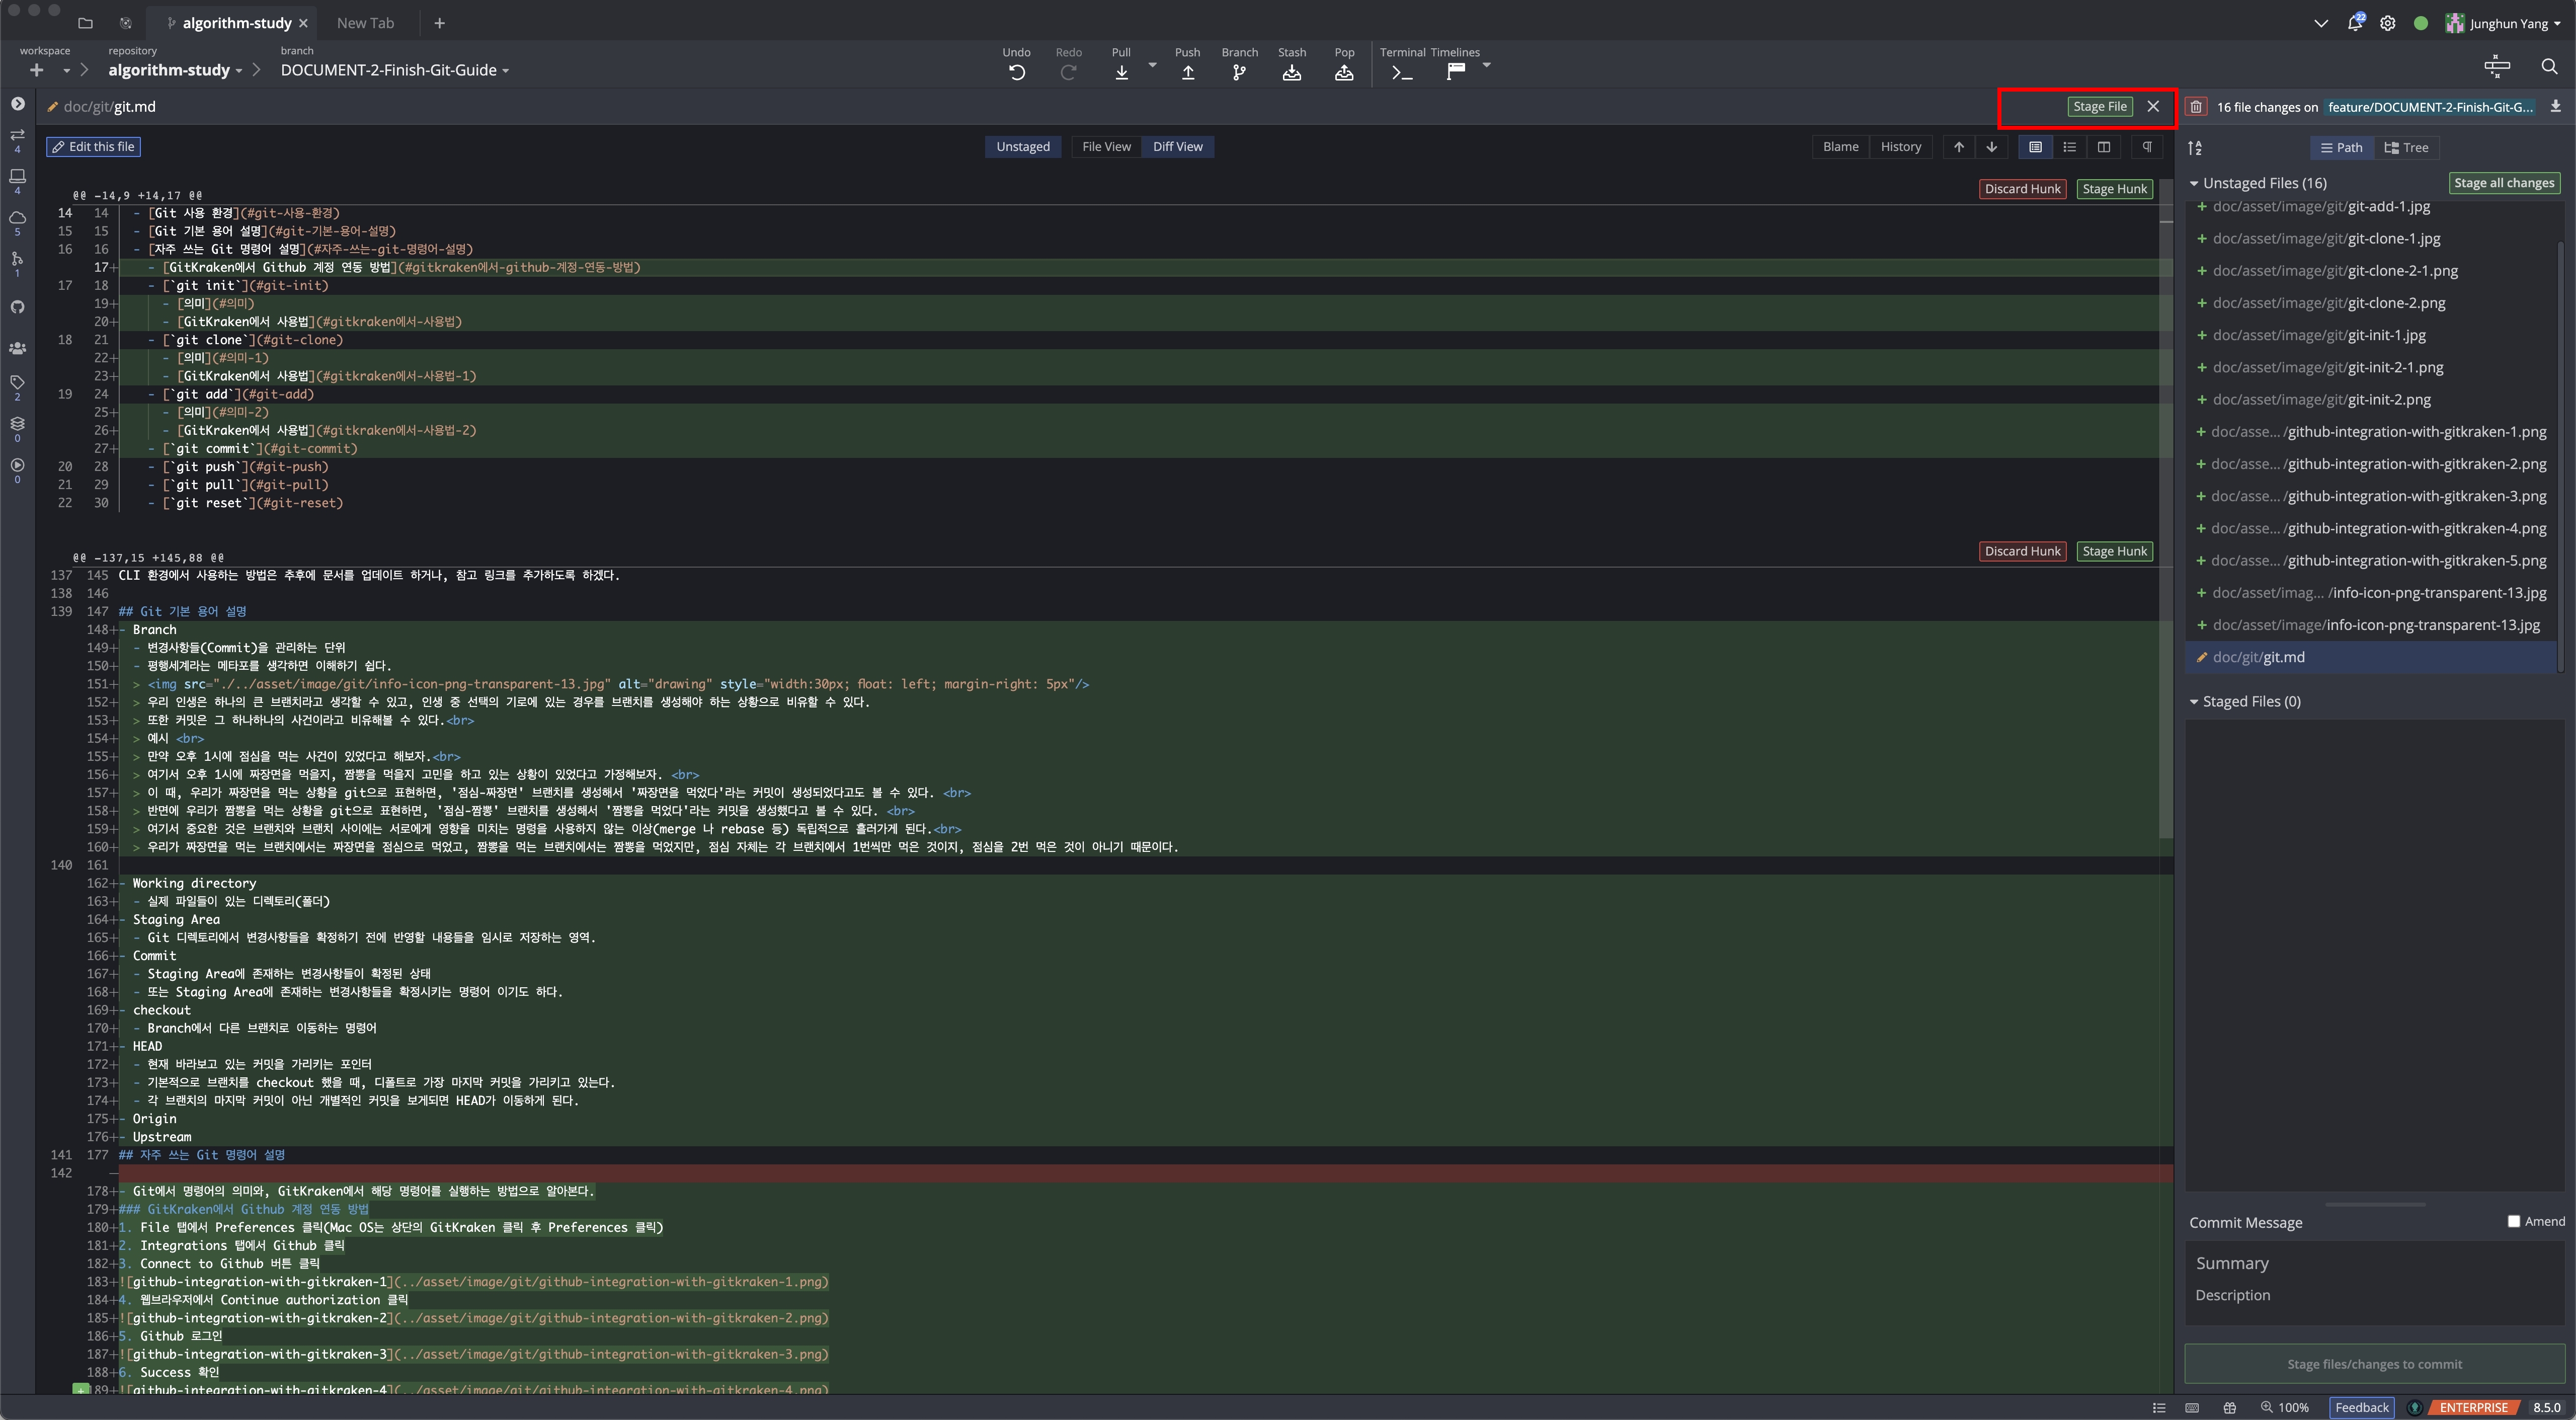 algorithm-study
New Tab
22
Junghun Yang
workspace
repository
branch
algorithm-study
DOCUMENT-2-Finish-Git-Guide
Undo
Redo
Pull
Push
Branch
Stash
Pop
Terminal
Timelines
doc/git/git.md
Stage File
16 file changes on feature/DOCUMENT-2-Finish-Git-G...
Edit this file
Unstaged
File View
Diff View
Blame
History
Path
Tree
4
4
5
1
2
0
0
@@ -14,9 +14,17 @@
Discard Hunk
Stage Hunk
14 14 - [Git 사용 환경](#git-사용-환경)
15 15 - [Git 기본 용어 설명](#git-기본-용어-설명)
16 16 - [자주 쓰는 Git 명령어 설명](#자주-쓰는-git-명령어-설명)
17+ - [GitKraken에서 Github 계정 연동 방법](#gitkraken에서-github-계정-연동-방법)
17 18 - [`git init`](#git-init)
19+ - [의미](#의미)
20+ - [GitKraken에서 사용법](#gitkraken에서-사용법)
18 21 - [`git clone`](#git-clone)
22+ - [의미](#의미-1)
23+ - [GitKraken에서 사용법](#gitkraken에서-사용법-1)
19 24 - [`git add`](#git-add)
25+ - [의미](#의미-2)
26+ - [GitKraken에서 사용법](#gitkraken에서-사용법-2)
27+ - [`git commit`](#git-commit)
20 28 - [`git push`](#git-push)
21 29 - [`git pull`](#git-pull)
22 30 - [`git reset`](#git-reset)
@@ -137,15 +145,88 @@
Discard Hunk
Stage Hunk
137 145 CLI 환경에서 사용하는 방법은 추후에 문서를 업데이트 하거나, 참고 링크를 추가하도록 하겠다.
138 146
139 147 ## Git 기본 용어 설명
148+- Branch
149+ - 변경사항들(Commit)을 관리하는 단위
150+ - 평행세계라는 메타포를 생각하면 이해하기 쉽다.
151+ > <img src="./../asset/image/git/info-icon-png-transparent-13.jpg" alt="drawing" style="width:30px; float: left; margin-right: 5px"/>
152+ > 우리 인생은 하나의 큰 브랜치라고 생각할 수 있고, 인생 중 선택의 기로에 있는 경우를 브랜치를 생성해야 하는 상황으로 비유할 수 있다.
153+ > 또한 커밋은 그 하나하나의 사건이라고 비유해볼 수 있다.<br>
154+ > 예시 <br>
155+ > 만약 오후 1시에 점심을 먹는 사건이 있었다고 해보자.<br>
156+ > 여기서 오후 1시에 짜장면을 먹을지, 짬뽕을 먹을지 고민을 하고 있는 상황이 있었다고 가정해보자. <br>
157+ > 이 때, 우리가 짜장면을 먹는 상황을 git으로 표현하면, '점심-짜장면' 브랜치를 생성해서 '짜장면을 먹었다'라는 커밋이 생성되었다고도 볼 수 있다. <br>
158+ > 반면에 우리가 짬뽕을 먹는 상황을 git으로 표현하면, '점심-짬뽕' 브랜치를 생성해서 '짬뽕을 먹었다'라는 커밋을 생성했다고 볼 수 있다. <br>
159+ > 여기서 중요한 것은 브랜치와 브랜치 사이에는 서로에게 영향을 미치는 명령을 사용하지 않는 이상(merge 나 rebase 등) 독립적으로 흘러가게 된다.<br>
160+ > 우리가 짜장면을 먹는 브랜치에서는 짜장면을 점심으로 먹었고, 짬뽕을 먹는 브랜치에서는 짬뽕을 먹었지만, 점심 자체는 각 브랜치에서 1번씩만 먹은 것이지, 점심을 2번 먹은 것이 아니기 때문이다.
140 161
162+- Working directory
163+ - 실제 파일들이 있는 디렉토리(폴더)
164+- Staging Area
165+ - Git 디렉토리에서 변경사항들을 확정하기 전에 반영할 내용들을 임시로 저장하는 영역.
166+- Commit
167+ - Staging Area에 존재하는 변경사항들이 확정된 상태
168+ - 또는 Staging Area에 존재하는 변경사항들을 확정시키는 명령어 이기도 하다.
169+- checkout
170+ - Branch에서 다른 브랜치로 이동하는 명령어
171+- HEAD
172+ - 현재 바라보고 있는 커밋을 가리키는 포인터
173+ - 기본적으로 브랜치를 checkout 했을 때, 디폴트로 가장 마지막 커밋을 가리키고 있는다.
174+ - 각 브랜치의 마지막 커밋이 아닌 개별적인 커밋을 보게되면 HEAD가 이동하게 된다.
175+- Origin
176+- Upstream
141 177 ## 자주 쓰는 Git 명령어 설명
142 -
178+- Git에서 명령어의 의미와, GitKraken에서 해당 명령어를 실행하는 방법으로 알아본다.
179+### GitKraken에서 Github 계정 연동 방법
180+1. File 탭에서 Preferences 클릭(Mac OS는 상단의 GitKraken 클릭 후 Preferences 클릭)
181+2. Integrations 탭에서 Github 클릭
182+3. Connect to Github 버튼 클릭
183+![github-integration-with-gitkraken-1](../asset/image/git/github-integration-with-gitkraken-1.png)
184+4. 웹브라우저에서 Continue authorization 클릭
185+![github-integration-with-gitkraken-2](../asset/image/git/github-integration-with-gitkraken-2.png)
186+5. Github 로그인
187+![github-integration-with-gitkraken-3](../asset/image/git/github-integration-with-gitkraken-3.png)
188+6. Success 확인
189+![github-integration-with-gitkraken-4](../asset/image/git/github-integration-with-gitkraken-4.png)
Unstaged Files (16)
Stage all changes
doc/asset/image/git/git-add-1.jpg
doc/asset/image/git/git-clone-1.jpg
doc/asset/image/git/git-clone-2-1.png
doc/asset/image/git/git-clone-2.png
doc/asset/image/git/git-init-1.jpg
doc/asset/image/git/git-init-2-1.png
doc/asset/image/git/git-init-2.png
doc/asse... /github-integration-with-gitkraken-1.png
doc/asse... /github-integration-with-gitkraken-2.png
doc/asse... /github-integration-with-gitkraken-3.png
doc/asse... /github-integration-with-gitkraken-4.png
doc/asse... /github-integration-with-gitkraken-5.png
doc/asset/imag... /info-icon-png-transparent-13.jpg
doc/asset/image/info-icon-png-transparent-13.jpg
doc/git/git.md
Staged Files (0)
Commit Message
Amend
Summary
Description
Stage files/changes to commit
100%
Feedback
ENTERPRISE
8.5.0